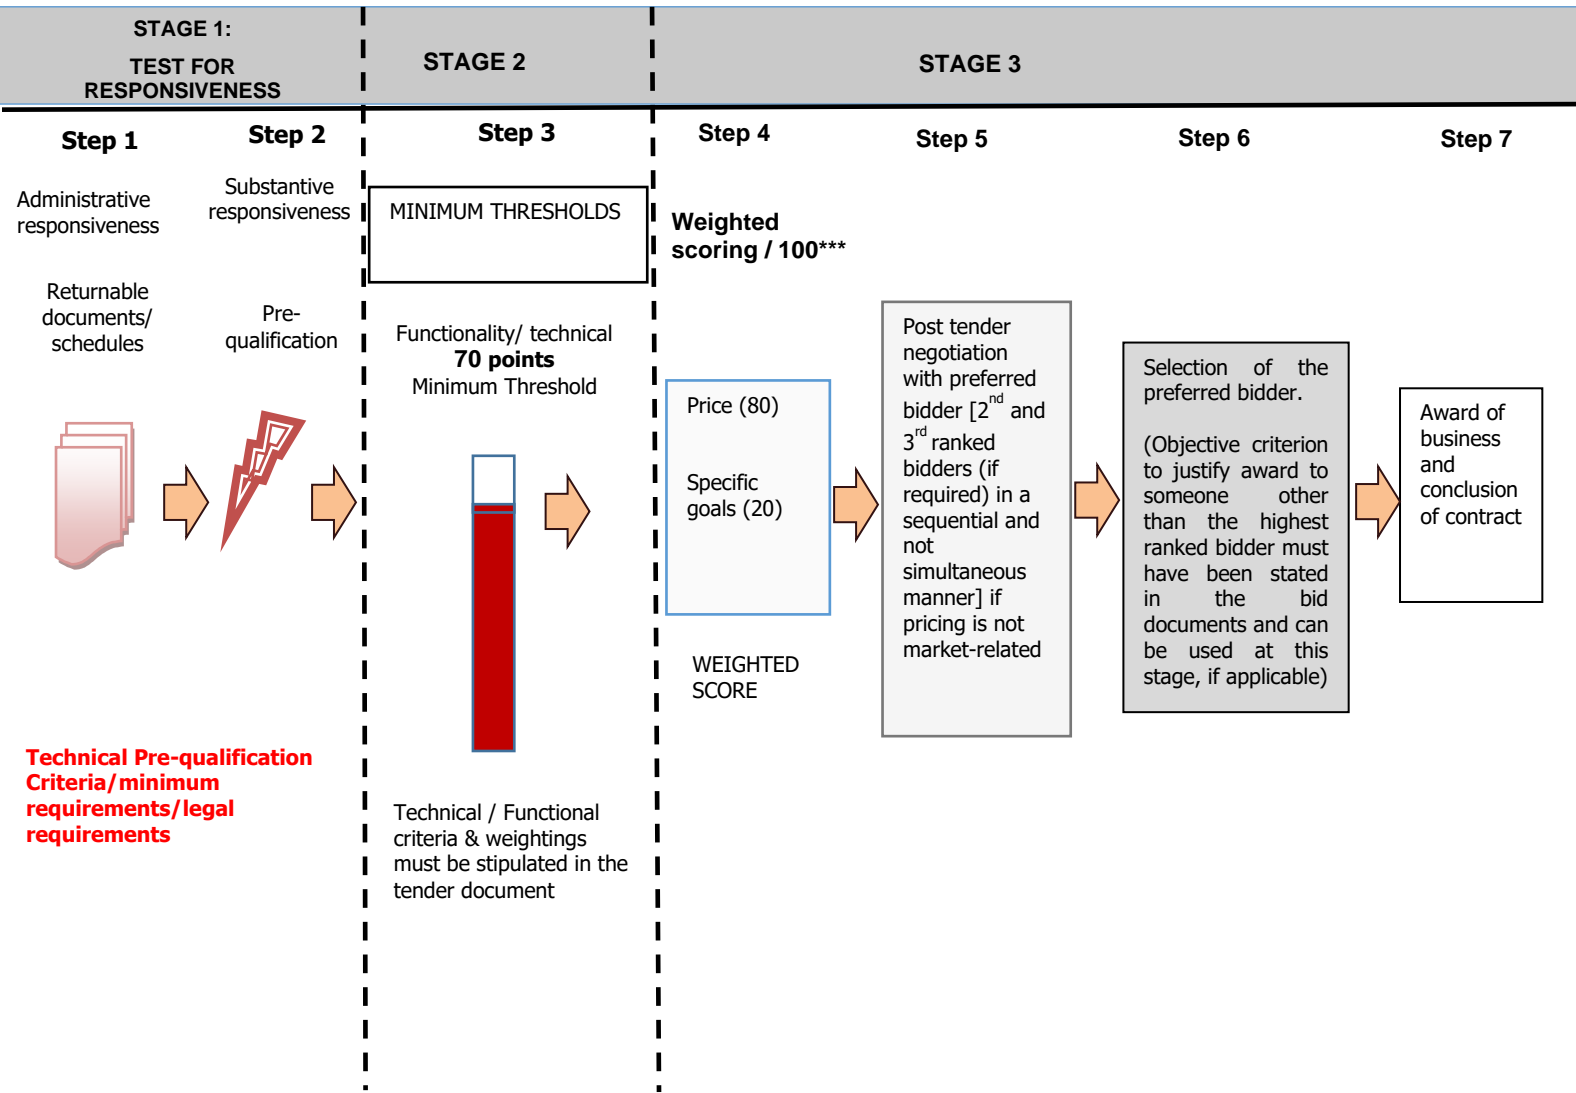 STAGE 1:
TEST FOR
RESPONSIVENESS
STAGE 2
STAGE 3
Step 1
Administrative
responsiveness
Returnable
documents/
schedules
Step 2
Substantive
responsiveness
Pre-
qualification
Technical Pre-qualification
Criteria/minimum
requirements/legal
requirements
Step 3
MINIMUM THRESHOLDS
Functionality/ technical
70 points
Minimum Threshold
Technical / Functional
criteria & weightings
must be stipulated in the
tender document
Step 4
Weighted
scoring / 100***
Price (80)
Specific
goals (20)
WEIGHTED
SCORE
Step 5
Post tender
negotiation
with preferred
bidder [2nd and
3rd ranked
bidders (if
required) in a
sequential and
not
simultaneous
manner] if
pricing is not
market-related
Step 6
Selection of the
preferred bidder.
(Objective criterion
to justify award to
someone other
than the highest
ranked bidder must
have been stated
in the bid
documents and can
be used at this
stage, if applicable)
Step 7
Award of
business
and
conclusion
of contract